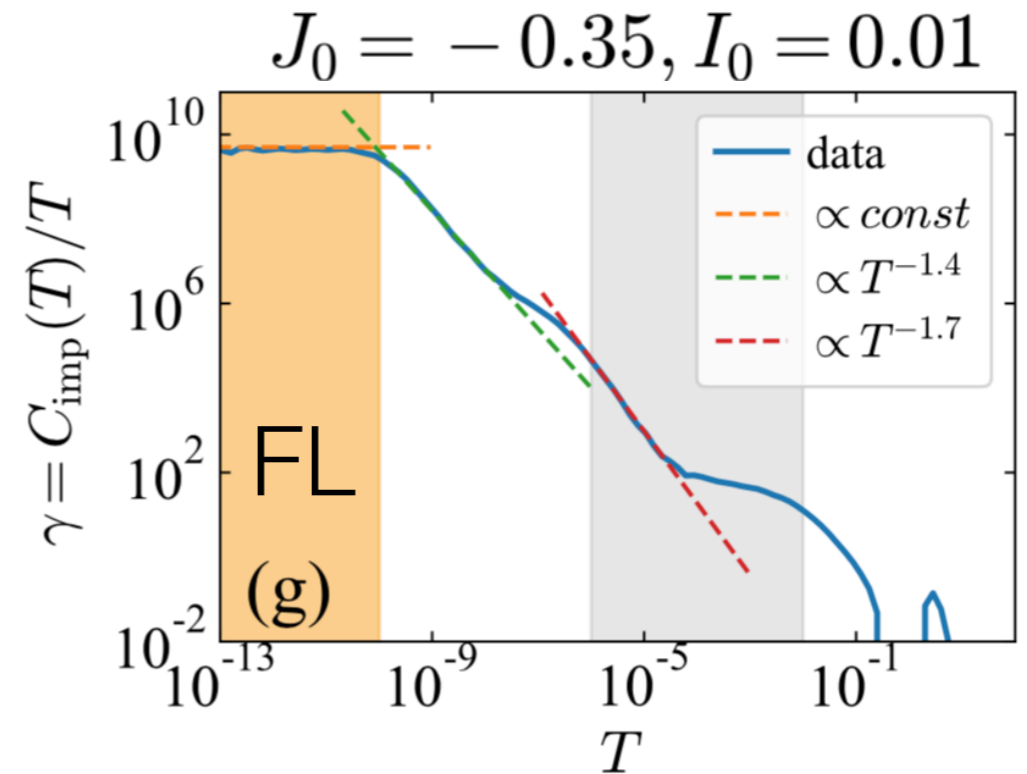 J₀ = − 0.35, I₀ = 0.01
γ = C_imp(T)/T
10¹⁰
10⁶
10²
10⁻²
data
∝ const
∝ T⁻¹·⁴
∝ T⁻¹·⁷
FL
(g)
10⁻¹³
10⁻⁹
10⁻⁵
10⁻¹
T